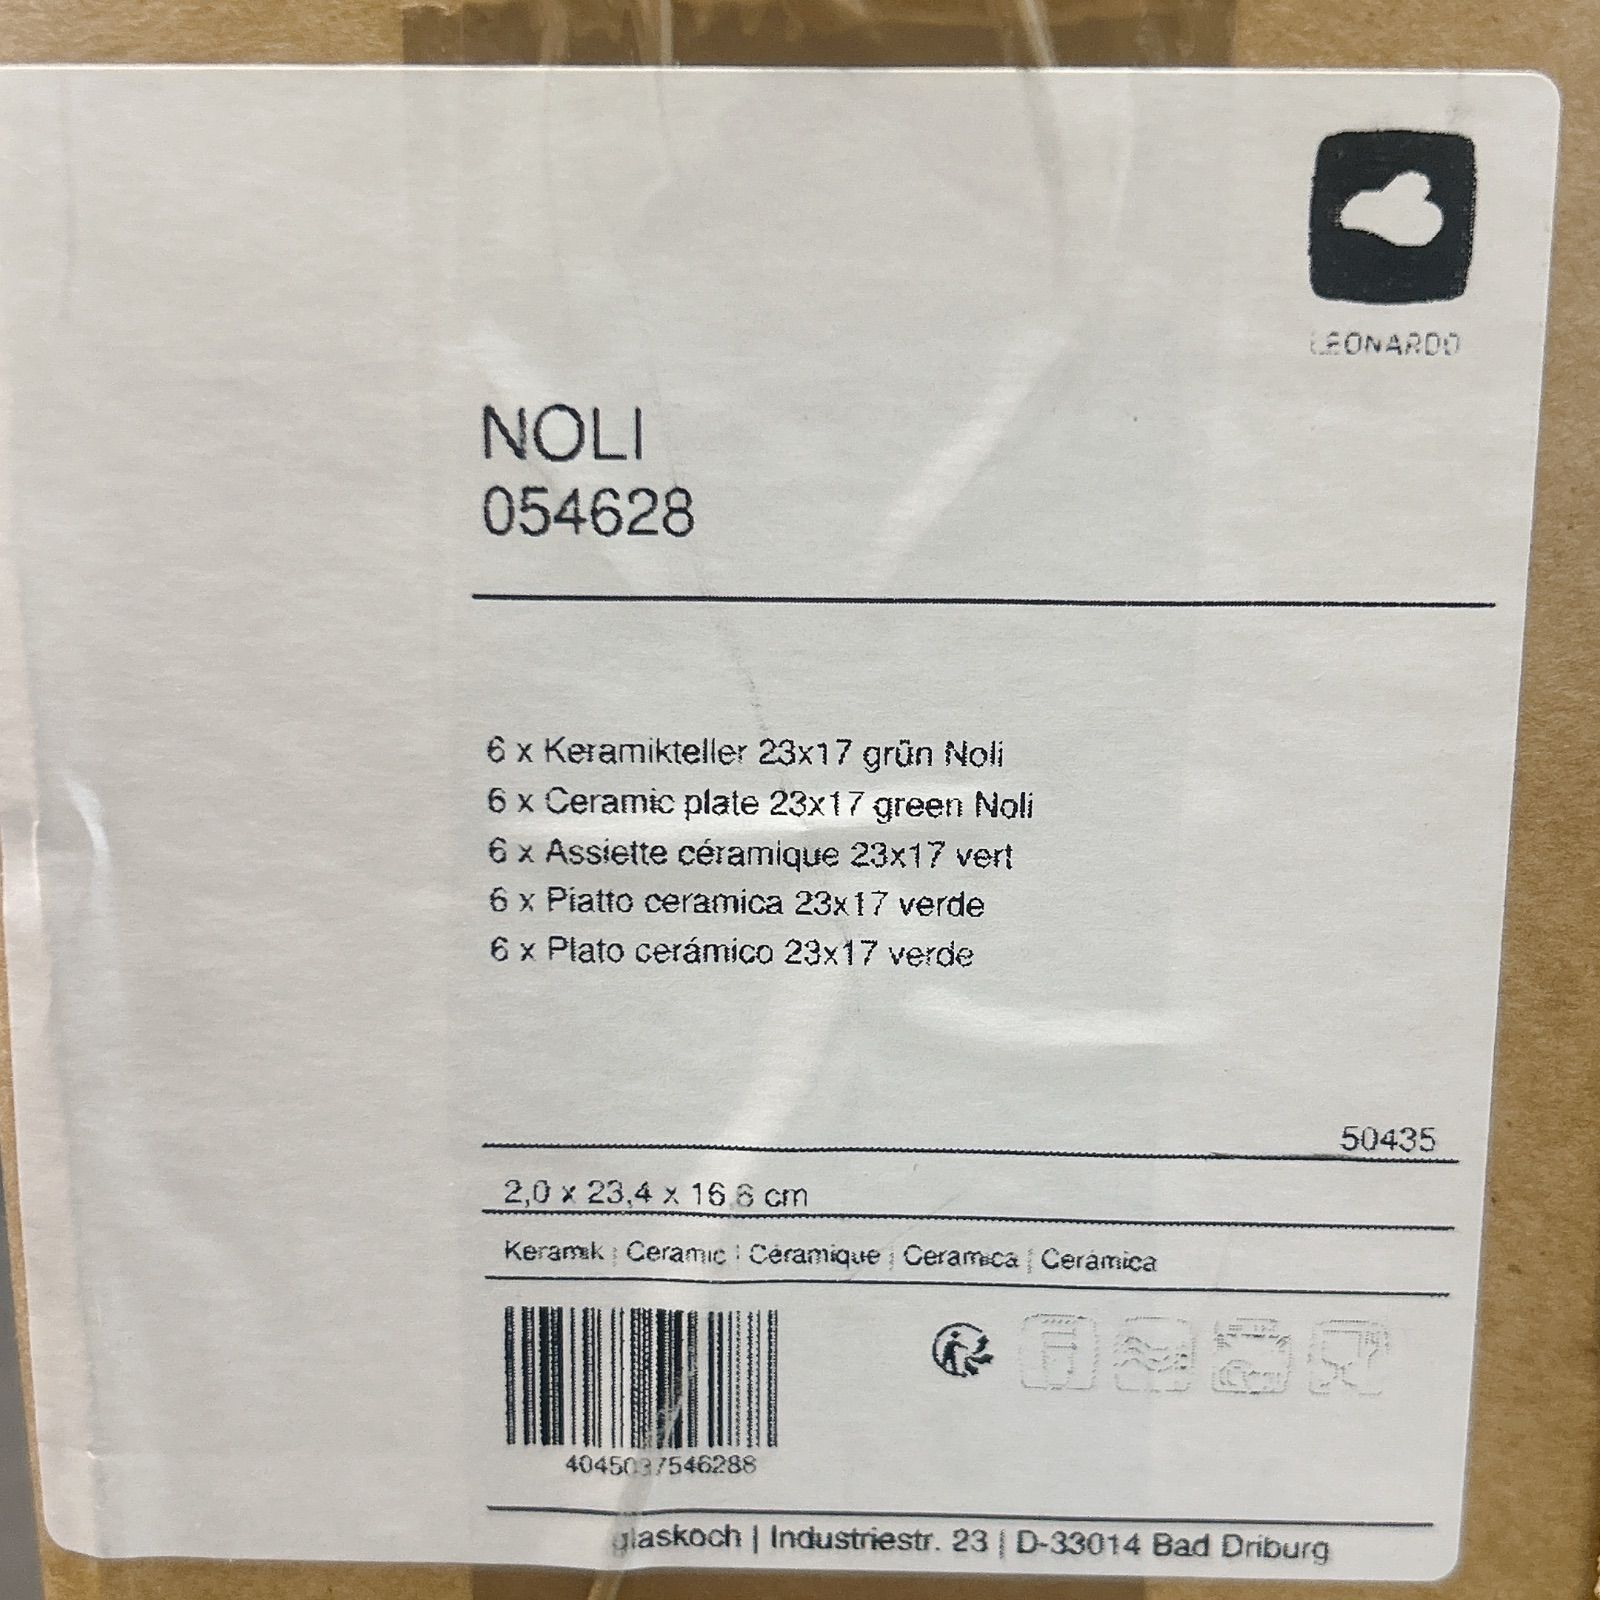 LEONARDO
NOLI
054628
6 x Keramikteller 23x17 grün Noli
6 x Ceramic plate 23x17 green Noli
6 x Assiette céramique 23x17 vert
6 x Piatto ceramica 23x17 verde
6 x Plato cerámico 23x17 verde
50435
2,0 x 23,4 x 16,6 cm
Keramik | Ceramic | Céramique | Ceramica | Cerámica
4045037546288
glaskoch | Industriestr. 23 | D-33014 Bad Driburg